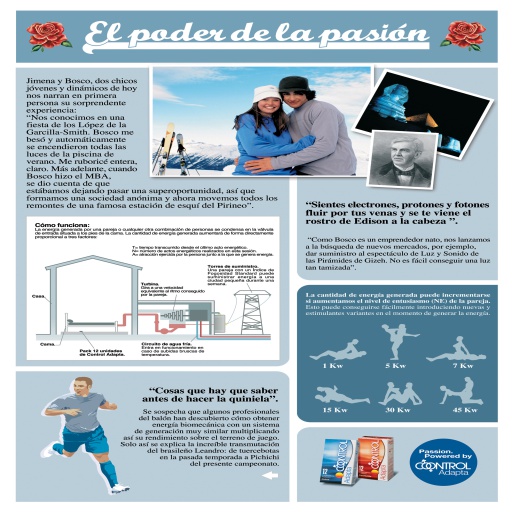 El poder de la pasión
Jimena y Bosco, dos chicos
jóvenes y dinámicos de hoy
nos narran en primera
persona su sorprendente
experiencia:
"Nos conocimos en una
fiesta de los López de la
Garcilla-Smith. Bosco me
besó y automáticamente
se encendieron todas las
luces de la piscina de
verano. Me ruboricé entera,
claro. Más adelante, cuando
Bosco hizo el MBA,
se dio cuenta de que
estábamos dejando pasar una superoportunidad, así que
formamos una sociedad anónima y ahora movemos todos los
remontes de una famosa estación de esquí del Pirineo".
"Sientes electrones, protones y fotones
fluir por tus venas y se te viene el
rostro de Edison a la cabeza ".
"Como Bosco es un emprendedor nato, nos lanzamos
a la búsqueda de nuevos mercados, por ejemplo,
dar suministro al espectáculo de Luz y Sonido de
las Pirámides de Gizeh. No es fácil conseguir una luz
tan tamizada".
Cómo funciona:
La energía generada por una pareja o cualquier otra combinación de personas se condensa en la válvula
de entrada situada a los pies de la cama. La cantidad de energía generada aumentará de forma directamente
proporcional a tres factores:
T= tiempo transcurrido desde el último acto energético.
N= número de actos energéticos realizados en cada sesión.
A= atracción ejercida por la persona junto a la que se genera energía.
Torres de suministro.
Una pareja con un Índice de
Fogosidad Standard puede
suministrar energía a una
ciudad pequeña durante una
semana.
Turbina.
Gira a una velocidad
equivalente al ritmo conseguido
por la pareja.
Casa.
Cama.
Pack 12 unidades
de Control Adapta.
Circuito de agua fría.
Entra en funcionamiento en
caso de subidas bruscas de
temperatura.
La cantidad de energía generada puede incrementarse
si aumentamos el nivel de entusiasmo (NE) de la pareja.
Esto puede conseguirse fácilmente introduciendo nuevas y
estimulantes variantes en el momento de generar la energía.
1 Kw
5 Kw
7 Kw
15 Kw
30 Kw
45 Kw
"Cosas que hay que saber
antes de hacer la quiniela".
Se sospecha que algunos profesionales
del balón han descubierto cómo obtener
energía biomecánica con un sistema
de generación muy similar multiplicando
así su rendimiento sobre el terreno de juego.
Solo así se explica la increíble transmutación
del brasileño Leandro: de tuercebotas
en la pasada temporada a Pichichi
del presente campeonato.
CONTROL
12
CONTROL
Passion.
Powered by
CONTROL
Adapta